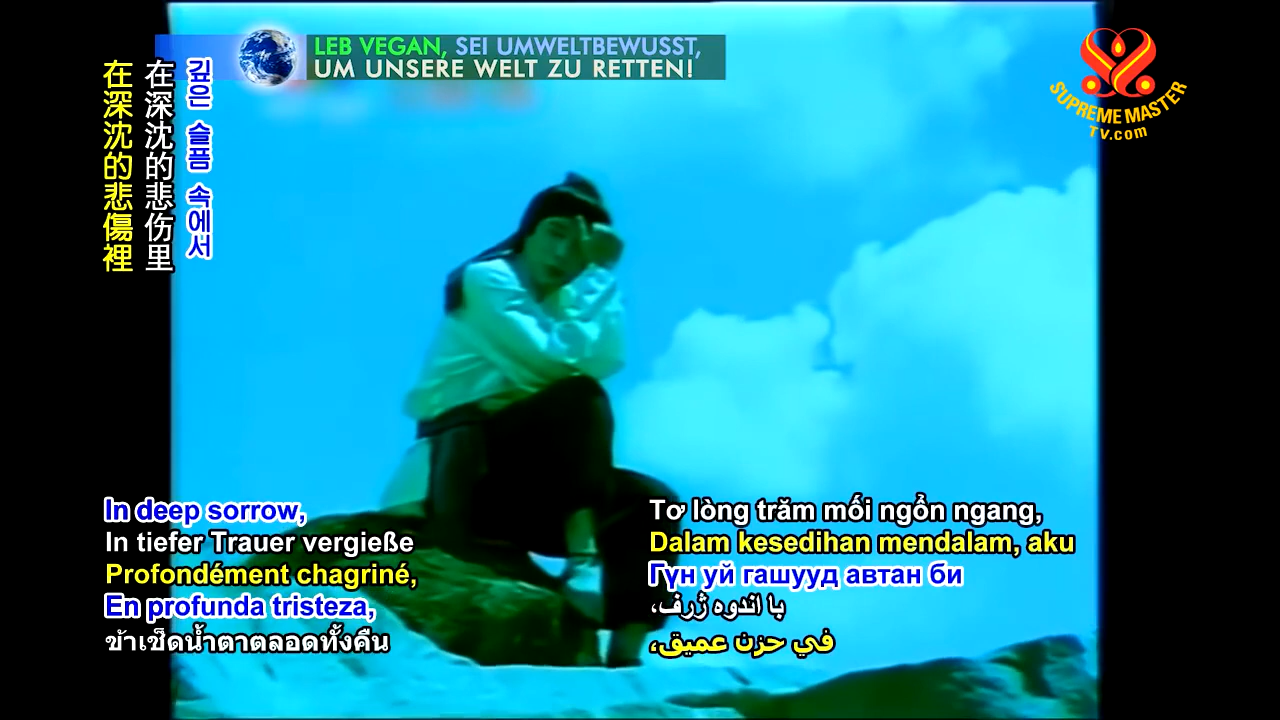 LEB VEGAN, SEI UMWELTBEWUSST,
UM UNSERE WELT ZU RETTEN!
SUPREME MASTER
TV.com
깊은 슬픔 속에서
在深沈的悲伤里
在深沈的悲傷裡
In deep sorrow,
In tiefer Trauer vergieße
Profondément chagriné,
En profunda tristeza,
ข้าเช็ดน้ำตาตลอดทั้งคืน
Tơ lòng trăm mối ngổn ngang,
Dalam kesedihan mendalam, aku
Гүн уй гашууд автан би
با اندوه ژرف،
في حزن عميق،